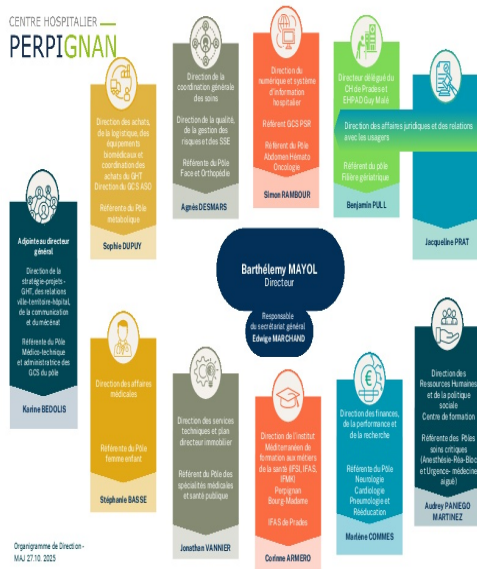 CENTRE HOSPITALIER
PERPIGNAN
Direction des achats,
de la logistique, des
équipements
biomédicaux et
coordination des
achats du GHT
Direction du GCS ASO
Référente du Pôle
métabolique
Sophie DUPUY
Direction de la
coordination générale
des soins
Direction de la qualité,
de la gestion des
risques et des SSE
Référente du Pôle
Face et Orthopédie
Agnès DESMARS
Direction du
numérique et système
d'information
hospitalier
Référent GCS PSR
Référent du Pôle
Abdomen Hémato
Oncologie
Simon RAMBOUR
Directeur délégué du
CH de Prades et
EHPAD Guy Malé
Direction des affaires juridiques et des relations
avec les usagers
Référent du pôle
Filière gériatrique
Benjamin PULL
Jacqueline PRAT
Adjointe au directeur
général
Direction de la
stratégie-projets -
GHT, des relations
ville-territoire-hôpital,
de la communication
et du mécénat
Référente du Pôle
Médico-technique
et administratrice des
GCS du pôle
Karine BEDOLIS
Barthélemy MAYOL
Directeur
Responsable
du secrétariat général
Edwige MARCHAND
Direction des affaires
médicales
Référente du Pôle
femme enfant
Stéphanie BASSE
Direction des services
techniques et plan
directeur immobilier
Référent du Pôle des
spécialités médicales
et santé publique
Jonathan VANNIER
Direction de l'institut
Méditerranéen de
formation aux métiers
de la santé (IFSI, IFAS,
IFMK)
Perpignan
Bourg-Madame
IFAS de Prades
Corinne ARMERO
Direction des finances,
de la performance et
de la recherche
Référente du Pôle
Neurologie
Cardiologie
Pneumologie et
Rééducation
Marlène COMMES
Direction des
Ressources Humaines
et de la politique
sociale
Centre de formation
Référente des Pôles
soins critiques
(Anesthésie-Réa-Bloc
et Urgence- médecine
aiguë)
Audrey PANIEGO
MARTINEZ
Organigramme de Direction -
MAJ 27.10. 2025